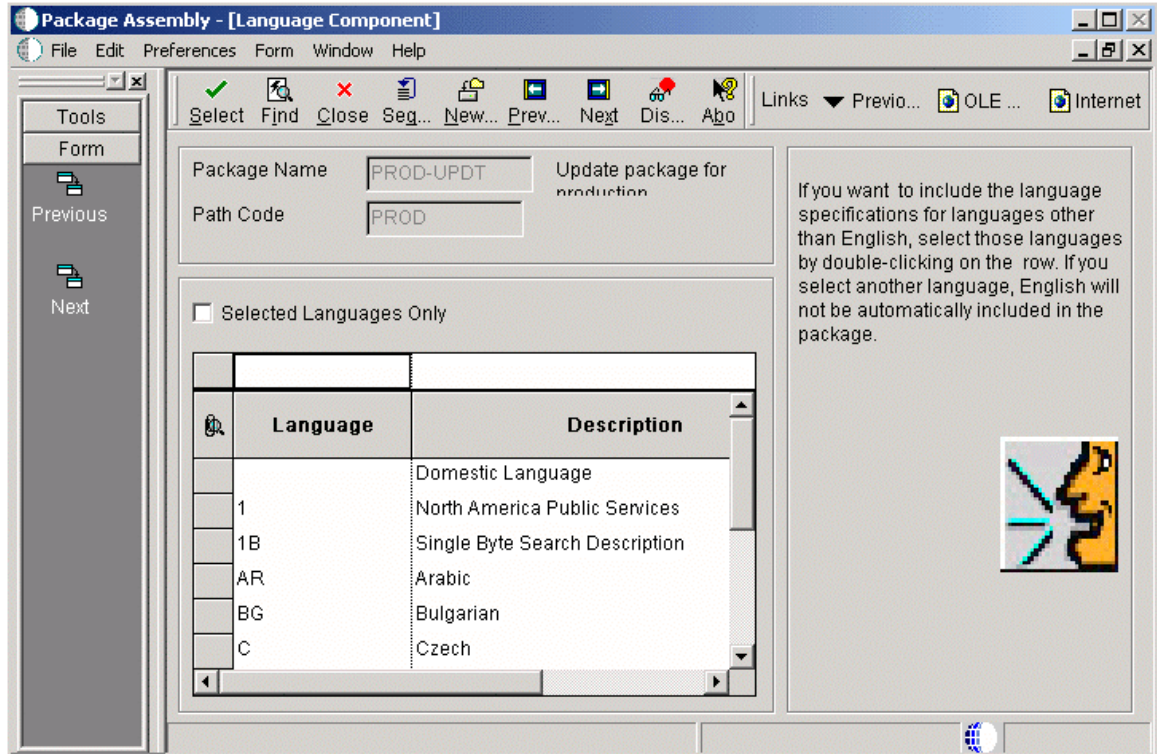 Package Assembly - [Language Component]
File Edit Preferences Form Window Help
Tools
Form
Previous
Next
Select Find Close Seq... New... Prev... Next Dis... Abo
Links Previo... OLE ... Internet
Package Name PROD-UPDT Update package for
production
Path Code PROD
Selected Languages Only
Language Description
Domestic Language
1 North America Public Services
1B Single Byte Search Description
AR Arabic
BG Bulgarian
C Czech
If you want to include the language
specifications for languages other
than English, select those languages
by double-clicking on the row. If you
select another language, English will
not be automatically included in the
package.